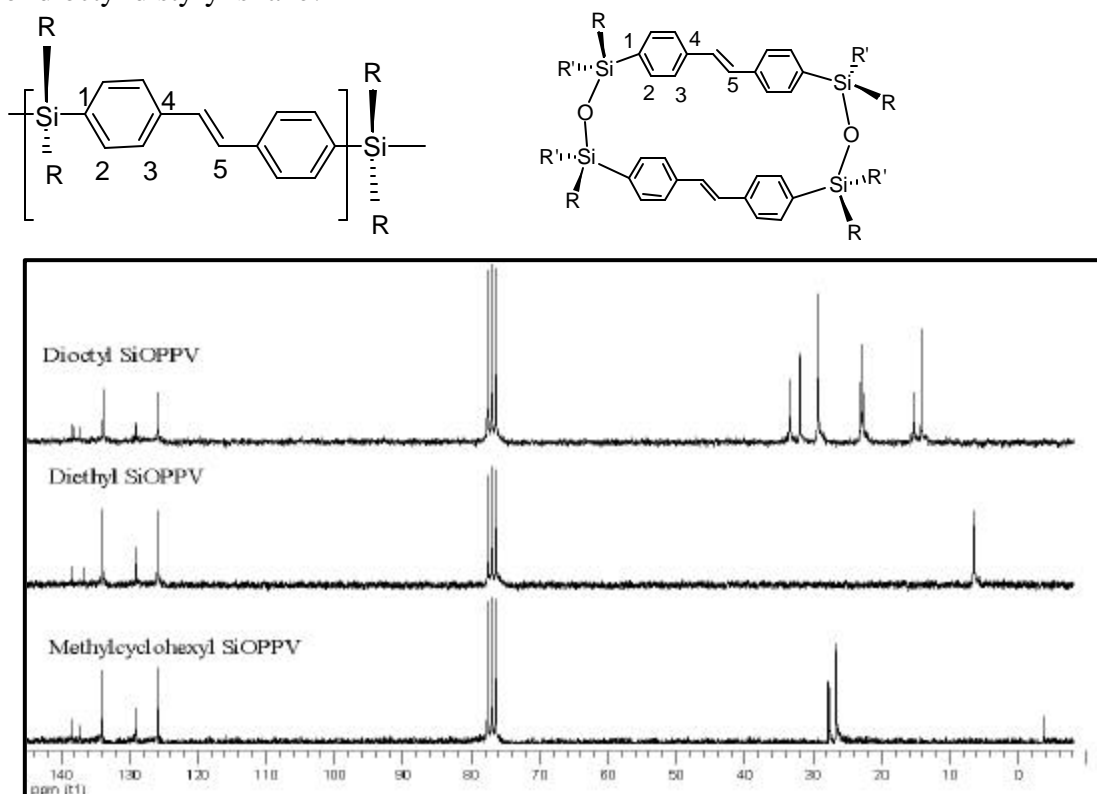 R
1
4
R
Si
Si
R
2
3
5
R
R
1
4
R'
Si
2
3
5
R'
Si
R
O
O
R'
Si
Si
R'
R
R
Dioctyl SiOPPV
Diethyl SiOPPV
Methylcyclohexyl SiOPPV
140 130 120 110 100 90 80 70 60 50 40 30 20 10 0
ppm (t1)